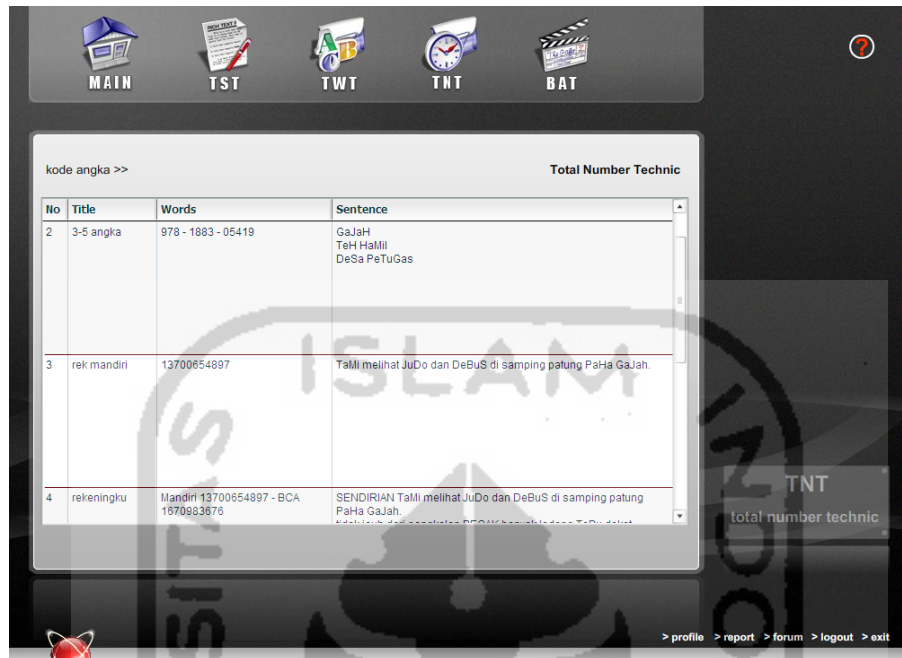 MAIN TST TWT TNT BAT
?
kode angka >> Total Number Technic
No Title Words Sentence
2 3-5 angka 978 - 1883 - 05419 GaJaH
TeH HaMil
DeSa PeTuGas
3 rek mandiri 13700654897 TaMi melihat JuDo dan DeBuS di samping patung PaHa GaJah.
4 rekeningku Mandiri 13700654897 - BCA 1670983676 SENDIRIAN TaMi melihat JuDo dan DeBuS di samping patung
PaHa GaJah.
ISLAM
SITAS
INDO
TNT
total number technic
> profile > report > forum > logout > exit